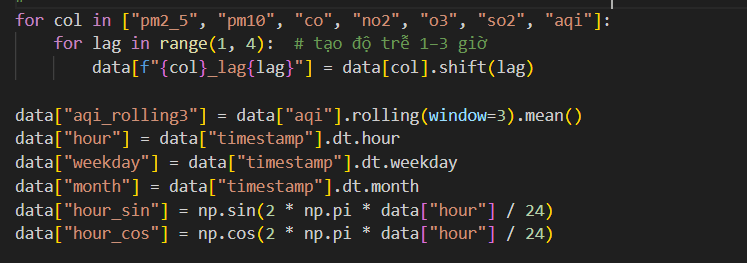 for col in ["pm2_5", "pm10", "co", "no2", "o3", "so2", "aqi"]:
    for lag in range(1, 4):  # tạo độ trễ 1–3 giờ
        data[f"{col}_lag{lag}"] = data[col].shift(lag)
data["aqi_rolling3"] = data["aqi"].rolling(window=3).mean()
data["hour"] = data["timestamp"].dt.hour
data["weekday"] = data["timestamp"].dt.weekday
data["month"] = data["timestamp"].dt.month
data["hour_sin"] = np.sin(2 * np.pi * data["hour"] / 24)
data["hour_cos"] = np.cos(2 * np.pi * data["hour"] / 24)